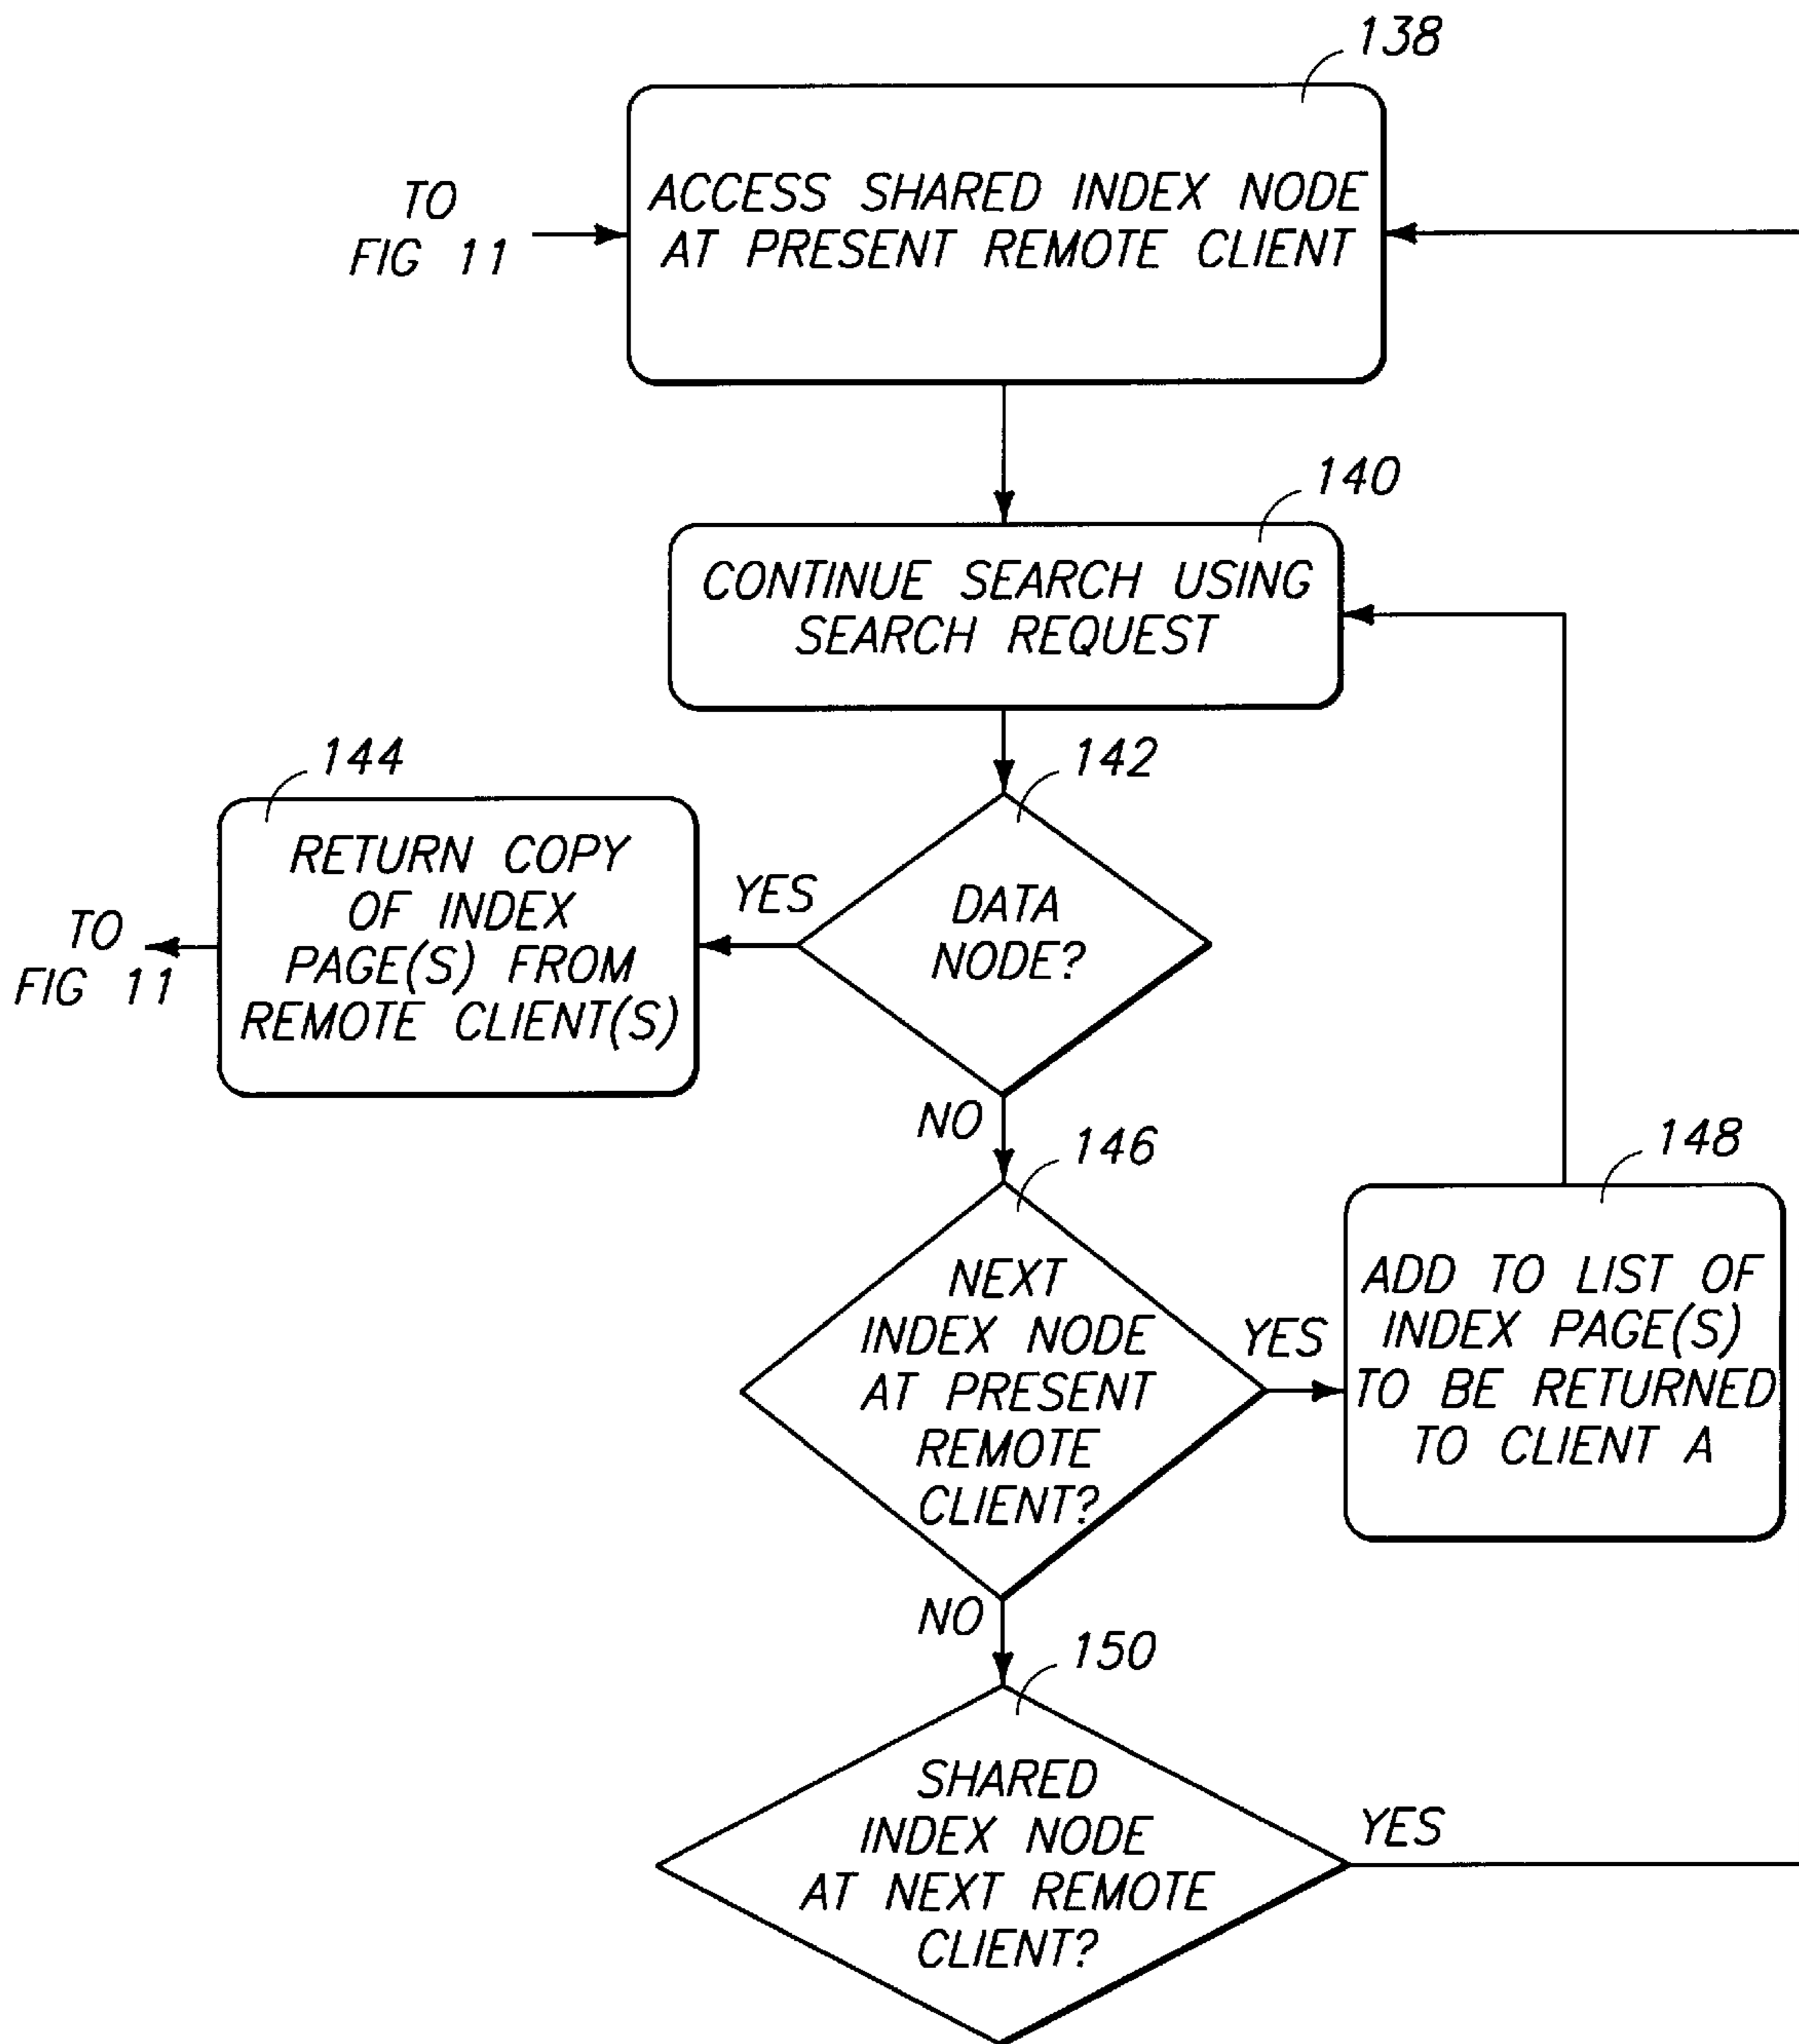 138
ACCESS SHARED INDEX NODE
AT PRESENT REMOTE CLIENT
TO
FIG 11
140
CONTINUE SEARCH USING
SEARCH REQUEST
142
DATA
NODE?
YES
144
RETURN COPY
OF INDEX
PAGE(S) FROM
REMOTE CLIENT(S)
TO
FIG 11
NO
146
NEXT
INDEX NODE
AT PRESENT
REMOTE
CLIENT?
YES
148
ADD TO LIST OF
INDEX PAGE(S)
TO BE RETURNED
TO CLIENT A
NO
150
SHARED
INDEX NODE
AT NEXT REMOTE
CLIENT?
YES